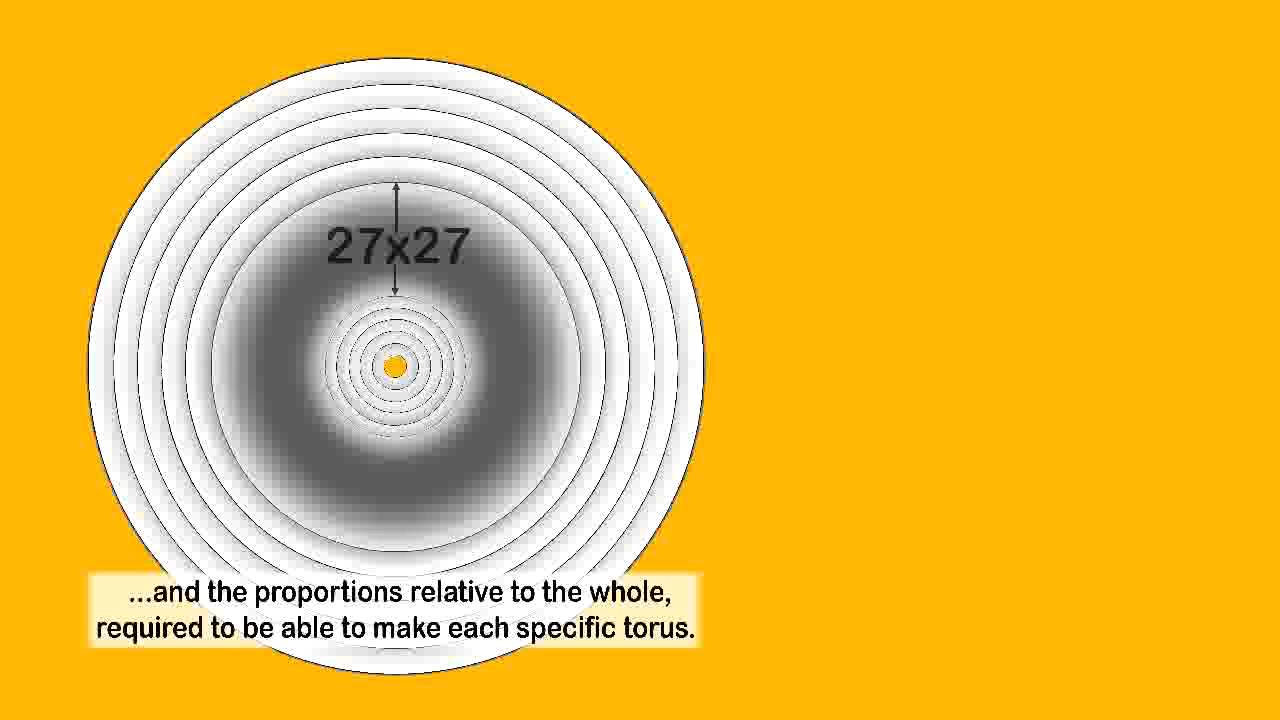 27x27
...and the proportions relative to the whole,
required to be able to make each specific torus.